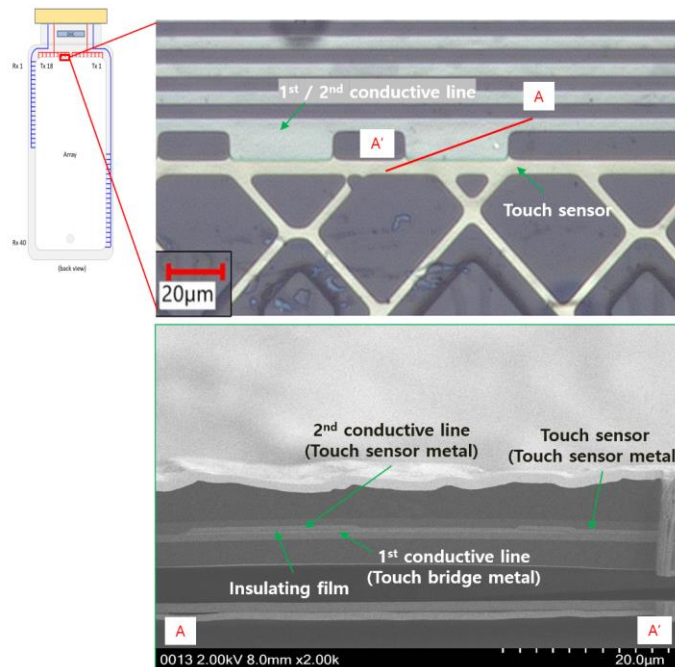 Rx 1
Tx 18
Tx 1
Array
Rx 40
(back view)
1st / 2nd conductive line
A
A'
Touch sensor
20μm
2nd conductive line
(Touch sensor metal)
Touch sensor
(Touch sensor metal)
1st conductive line
(Touch bridge metal)
Insulating film
A
A'
0013 2.00kV 8.0mm x2.00k
20.0μm